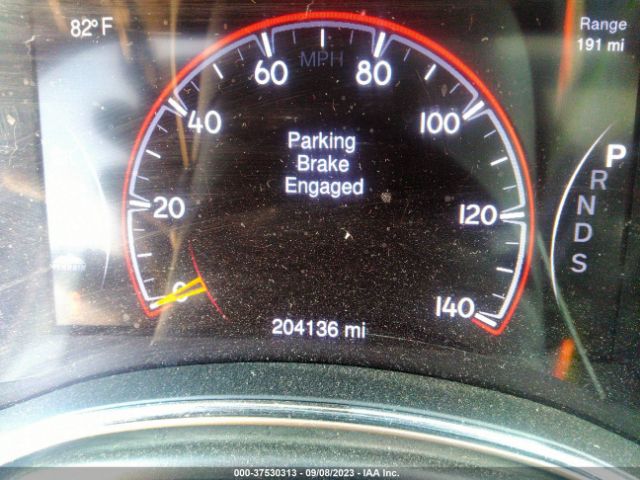 82° F
Range
191 mi
MPH
60
80
40
100
Parking
Brake
Engaged
20
120
0
140
204136 mi
P
R
N
D
S
000-37530313 - 09/08/2023 - IAA Inc.